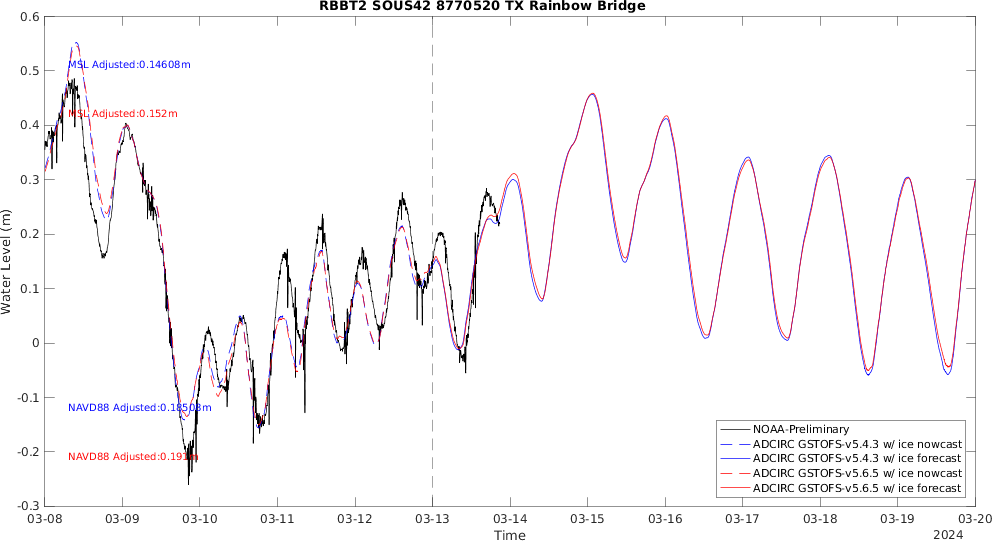 RBBT2 SOUS42 8770520 TX Rainbow Bridge
Water Level (m)
0.6
0.5
0.4
0.3
0.2
0.1
0
-0.1
-0.2
-0.3
MSL Adjusted:0.14608m
MSL Adjusted:0.152m
NAVD88 Adjusted:0.18508m
NAVD88 Adjusted:0.191m
NOAA-Preliminary
ADCIRC GSTOFS-v5.4.3 w/ ice nowcast
ADCIRC GSTOFS-v5.4.3 w/ ice forecast
ADCIRC GSTOFS-v5.6.5 w/ ice nowcast
ADCIRC GSTOFS-v5.6.5 w/ ice forecast
03-08 03-09 03-10 03-11 03-12 03-13 03-14 03-15 03-16 03-17 03-18 03-19 03-20
Time
2024